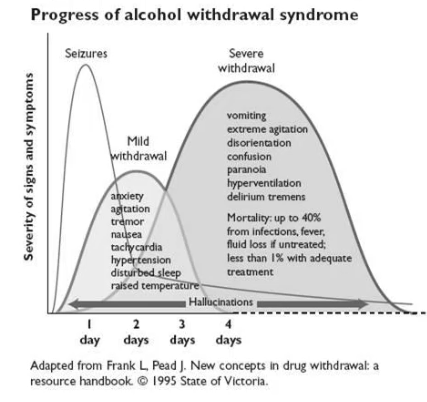 Progress of alcohol withdrawal syndrome
Severity of signs and symptoms
Seizures
Mild
withdrawal
anxiety
agitation
tremor
nausea
tachycardia
hypertension
disturbed sleep
raised temperature
Severe
withdrawal
vomiting
extreme agitation
disorientation
confusion
paranoia
hyperventilation
delirium tremens
Mortality: up to 40%
from infections, fever,
fluid loss if untreated;
less than 1% with adequate
treatment
Hallucinations
1
day
2
days
3
days
4
days
Adapted from Frank L, Pead J. New concepts in drug withdrawal: a
resource handbook. © 1995 State of Victoria.